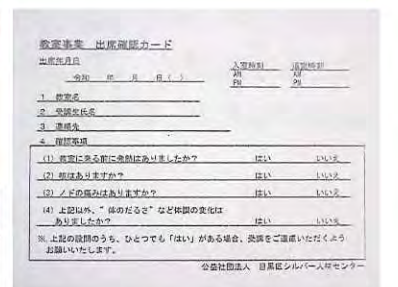 教室事業 出席確認カード
出席年月日 入室時刻 退室時刻
令和 年 月 日 ( ) AM AM
PM PM
1 教室名
2 受講生氏名
3 連絡先
4 確認事項
(1) 教室に来る前に発熱はありましたか? はい いいえ
(2) 咳はありますか? はい いいえ
(3) ノドの痛みはありますか? はい いいえ
(4) 上記以外、"体のだるさ"など体調の変化は
ありましたか? はい いいえ
※ 上記の設問のうち、ひとつでも「はい」がある場合、受講をご遠慮いただくよう
お願いいたします。
公益社団法人 目黒区シルバー人材センター